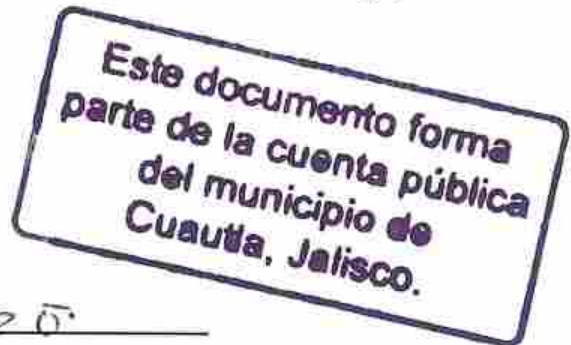 Este documento forma
parte de la cuenta pública
del municipio de
Cuautla, Jalisco.